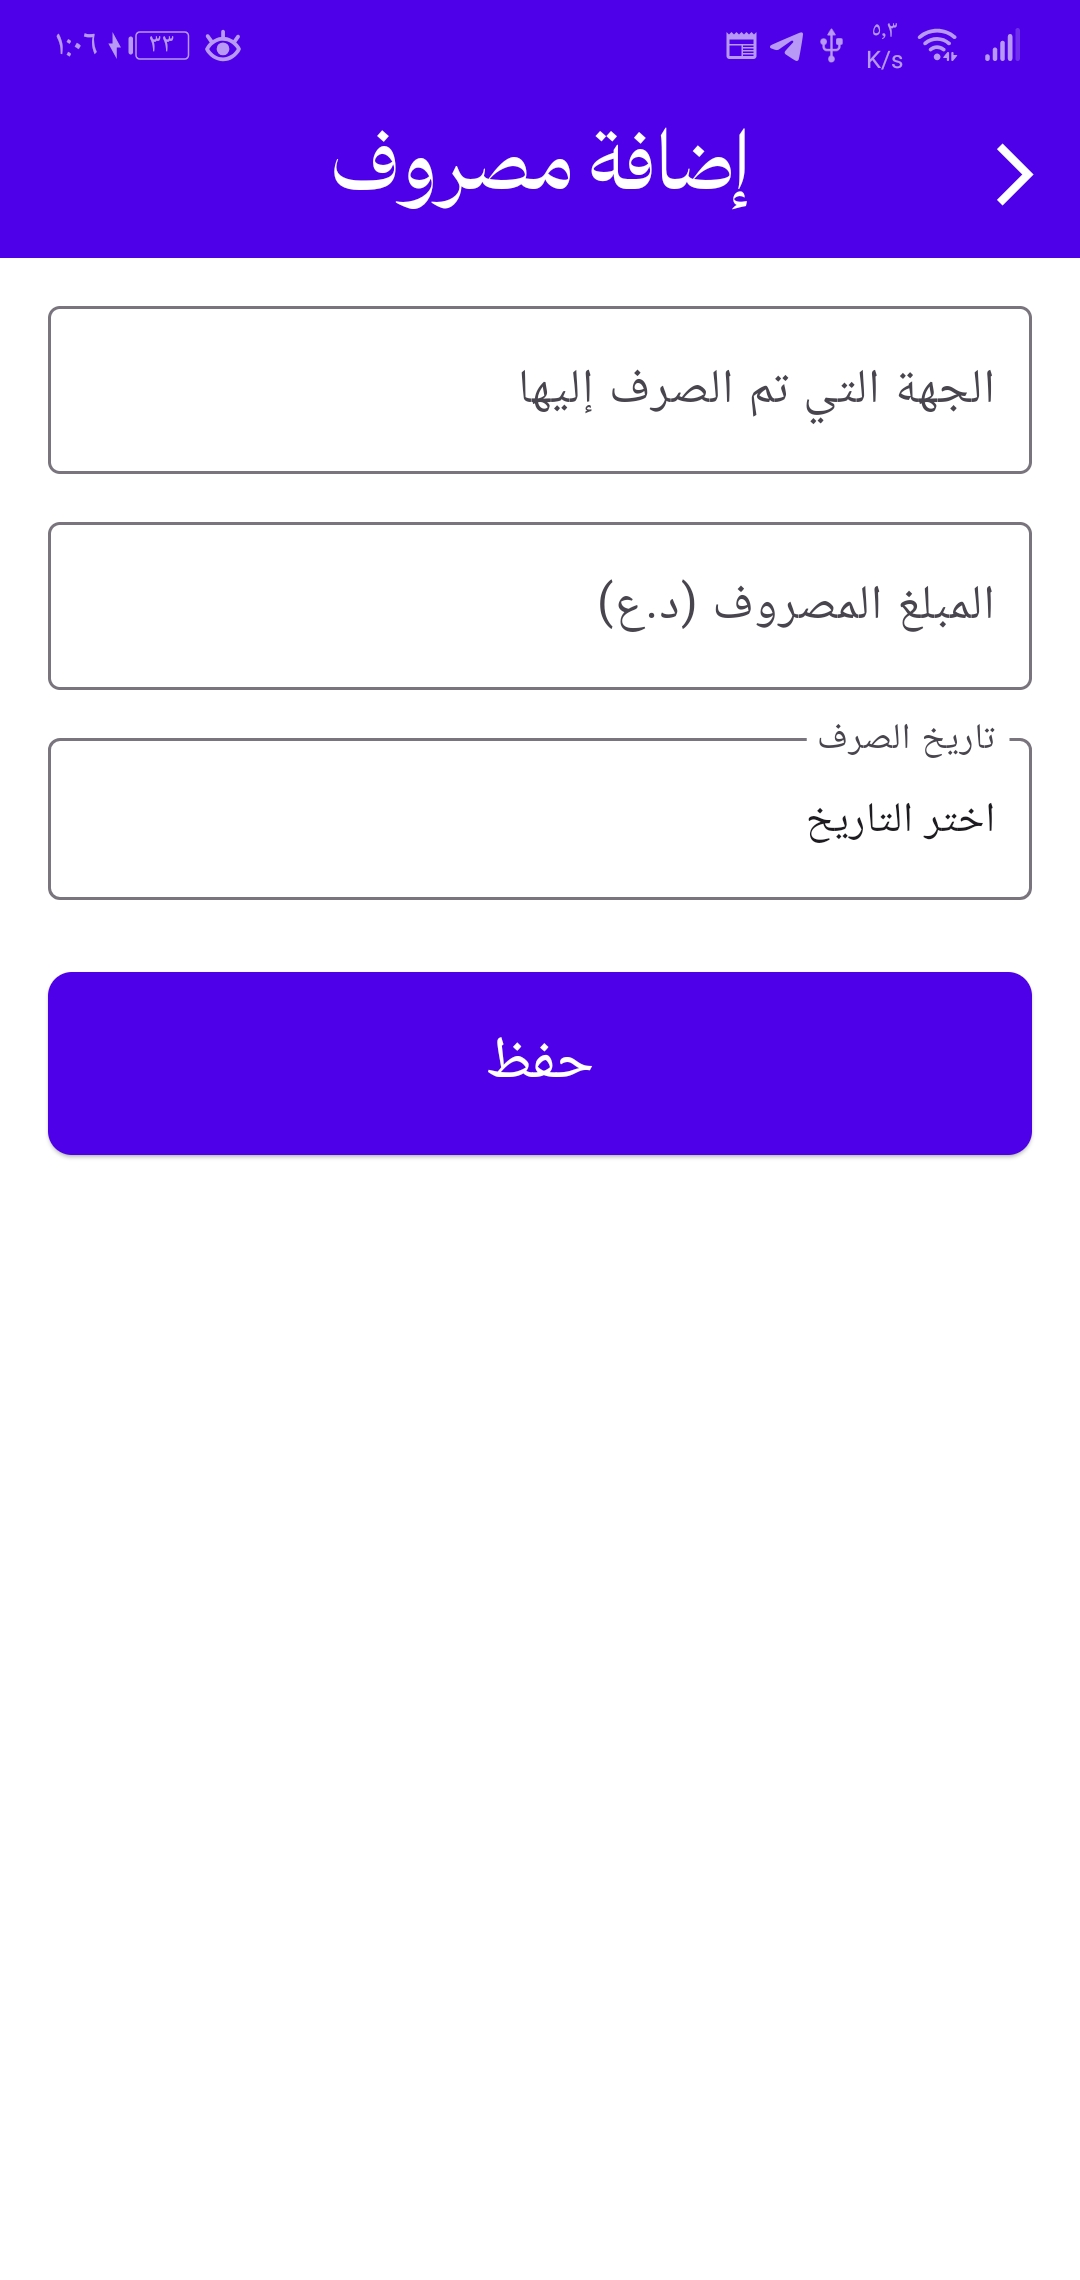 ١:٠٦ ٣٣ ٥,٣ K/s
إضافة مصروف
الجهة التي تم الصرف إليها
المبلغ المصروف (د.ع)
تاريخ الصرف
اختر التاريخ
حفظ